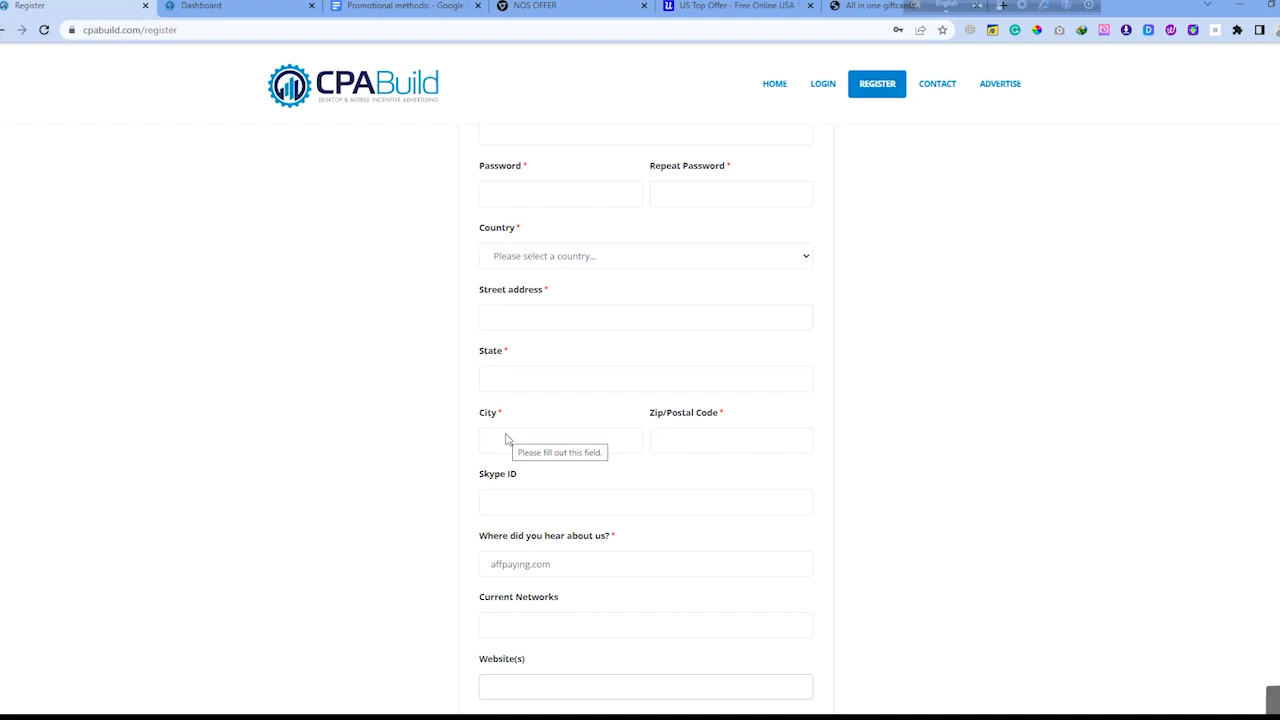 Register
Dashboard
Promotional methods: - Google
NOS OFFER
US Top Offer - Free Online USA
All in one giftcards
English
cpabuild.com/register
CPABuild
DESKTOP & MOBILE INCENTIVE ADVERTISING
HOME LOGIN REGISTER CONTACT ADVERTISE
Password * Repeat Password *
Country *
Please select a country...
Street address *
State *
City * Zip/Postal Code *
Please fill out this field.
Skype ID
Where did you hear about us? *
affpaying.com
Current Networks
Website(s)